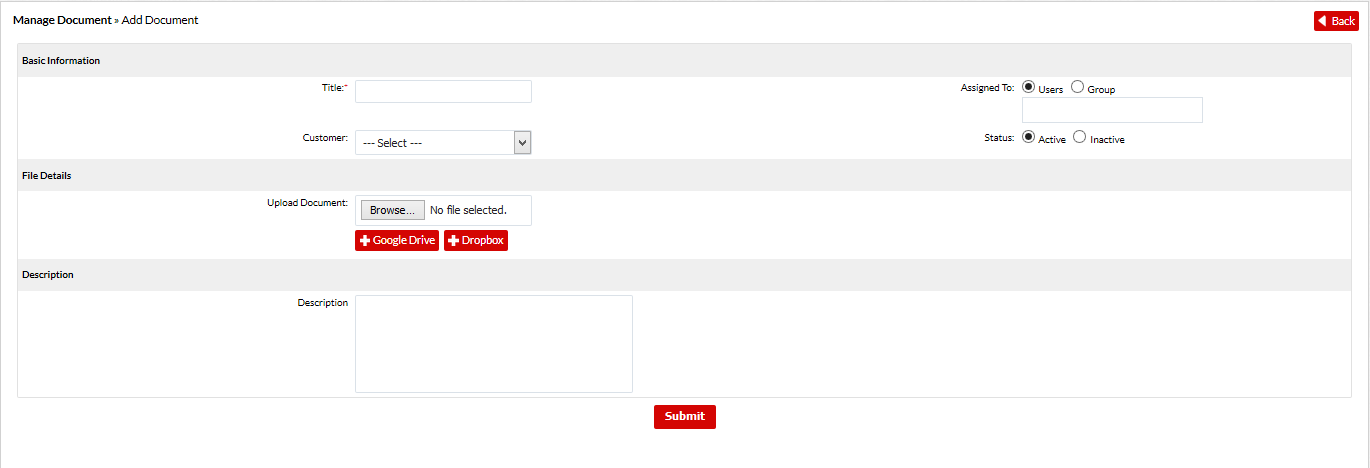 Manage Document » Add Document
Back
Basic Information
Title:*
Assigned To: Users Group
Customer: --- Select ---
Status: Active Inactive
File Details
Upload Document: Browse... No file selected.
Google Drive Dropbox
Description
Description
Submit